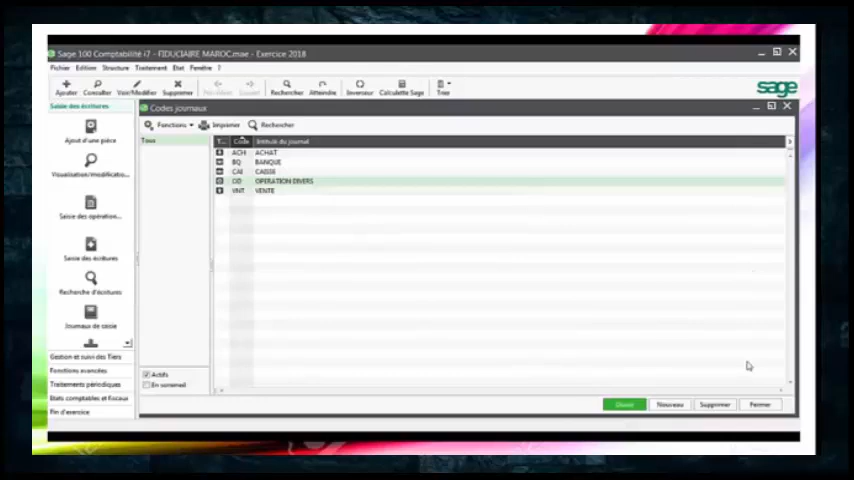 Sage 100 Comptabilité i7 - FIDUCIAIRE MAROC.mae - Exercice 2018
Fichier Edition Structure Traitement Etat Fenêtre ?
Ajouter Consulter Voir/Modifier Supprimer Rechercher Atteindre Inverseur Calculette Sage Trier
sage
Saisie des écritures
Codes journaux
Fonctions Imprimer Rechercher
Ajout d'une pièce
Visualisation/modificatio...
Saisie des opération...
Saisie des écritures
Recherche d'écritures
Journaux de saisie
Gestion et suivi des Tiers
Fonctions avancées
Traitements périodiques
Etats comptables et fiscaux
Fin d'exercice
Tous
T... Code Intitulé du journal
ACH ACHAT
BQ BANQUE
CAI CAISSE
OD OPERATION DIVERS
VNT VENTE
Actifs
En sommeil
Ouvrir Nouveau Supprimer Fermer